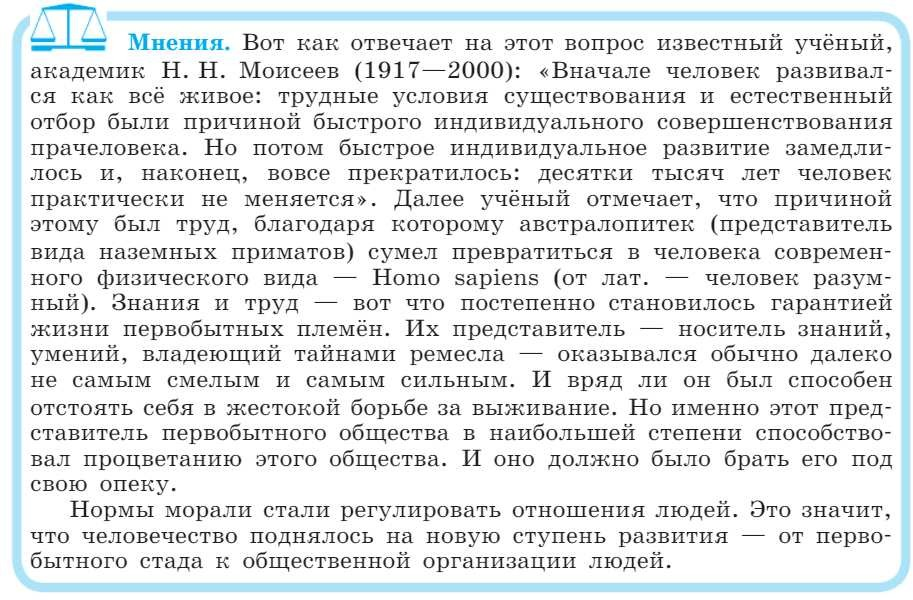 Мнения. Вот как отвечает на этот вопрос известный учёный,
академик Н. Н. Моисеев (1917—2000): «Вначале человек развивал-
ся как всё живое: трудные условия существования и естественный
отбор были причиной быстрого индивидуального совершенствования
прачеловека. Но потом быстрое индивидуальное развитие замедли-
лось и, наконец, вовсе прекратилось: десятки тысяч лет человек
практически не меняется». Далее учёный отмечает, что причиной
этому был труд, благодаря которому австралопитек (представитель
вида наземных приматов) сумел превратиться в человека современ-
ного физического вида — Homo sapiens (от лат. — человек разум-
ный). Знания и труд — вот что постепенно становилось гарантией
жизни первобытных племён. Их представитель — носитель знаний,
умений, владеющий тайнами ремесла — оказывался обычно далеко
не самым смелым и самым сильным. И вряд ли он был способен
отстоять себя в жестокой борьбе за выживание. Но именно этот пред-
ставитель первобытного общества в наибольшей степени способство-
вал процветанию этого общества. И оно должно было брать его под
свою опеку.
Нормы морали стали регулировать отношения людей. Это значит,
что человечество поднялось на новую ступень развития — от перво-
бытного стада к общественной организации людей.